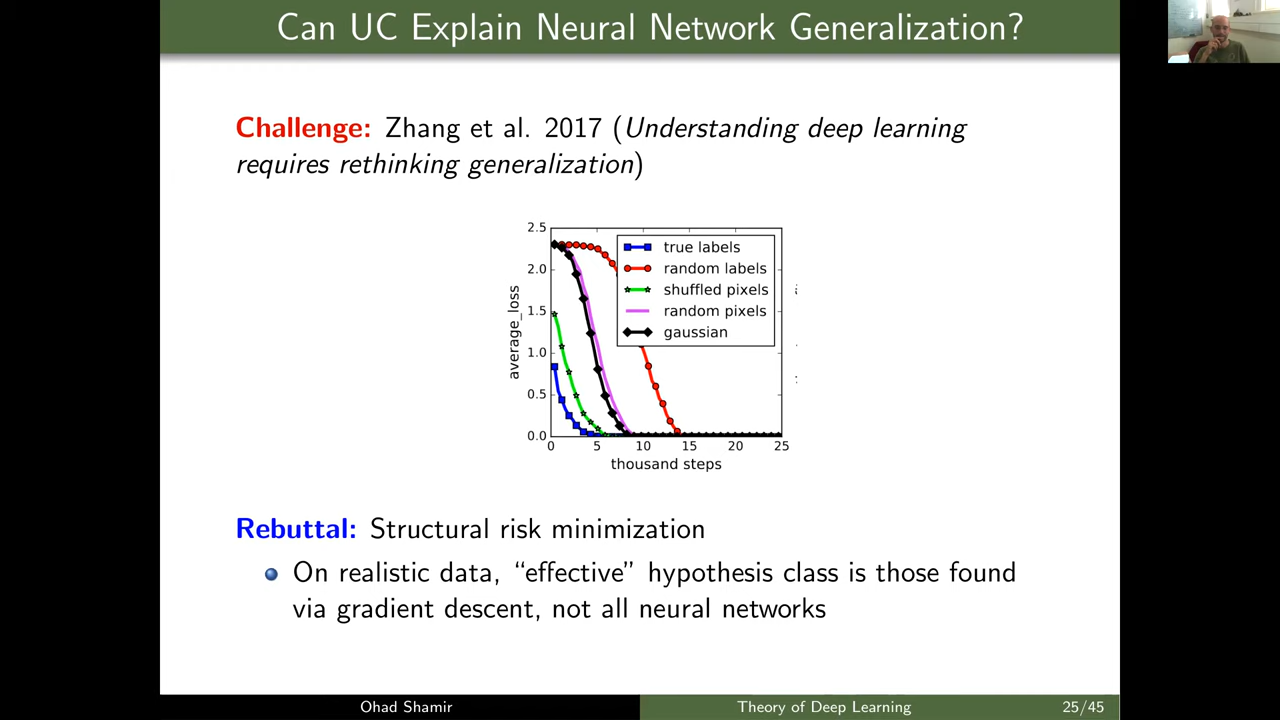 Can UC Explain Neural Network Generalization?
Challenge: Zhang et al. 2017 (Understanding deep learning
requires rethinking generalization)
2.5
2.0
1.5
1.0
0.5
0.0
average_loss
true labels
random labels
shuffled pixels
random pixels
gaussian
0 5 10 15 20 25
thousand steps
Rebuttal: Structural risk minimization
On realistic data, “effective” hypothesis class is those found
via gradient descent, not all neural networks
Ohad Shamir Theory of Deep Learning 25/45